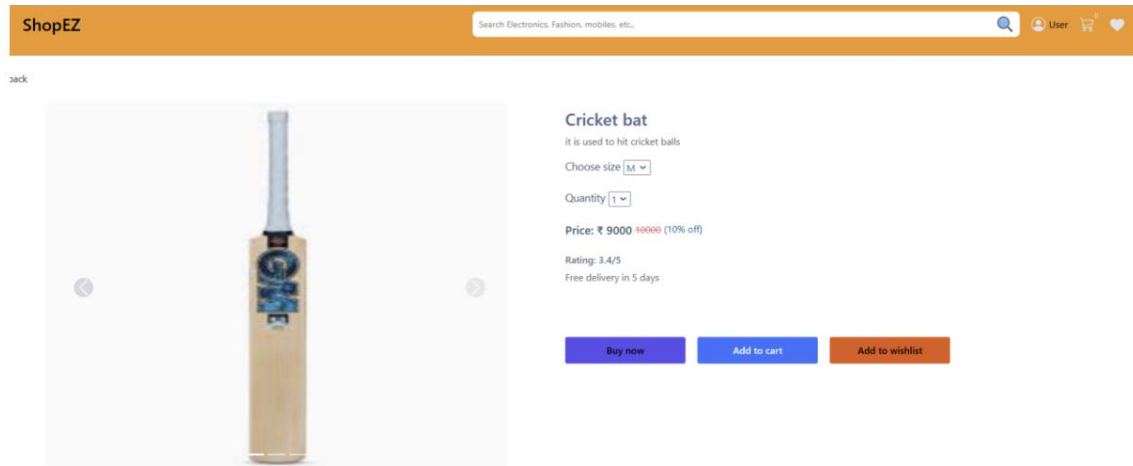 ShopEZ
Search Electronics, Fashion, mobiles, etc.,
User
0
back
Cricket bat
it is used to hit cricket balls
Choose size M
Quantity 1
Price: ₹ 9000 10000 (10% off)
Rating: 3.4/5
Free delivery in 5 days
Buy now
Add to cart
Add to wishlist
GM